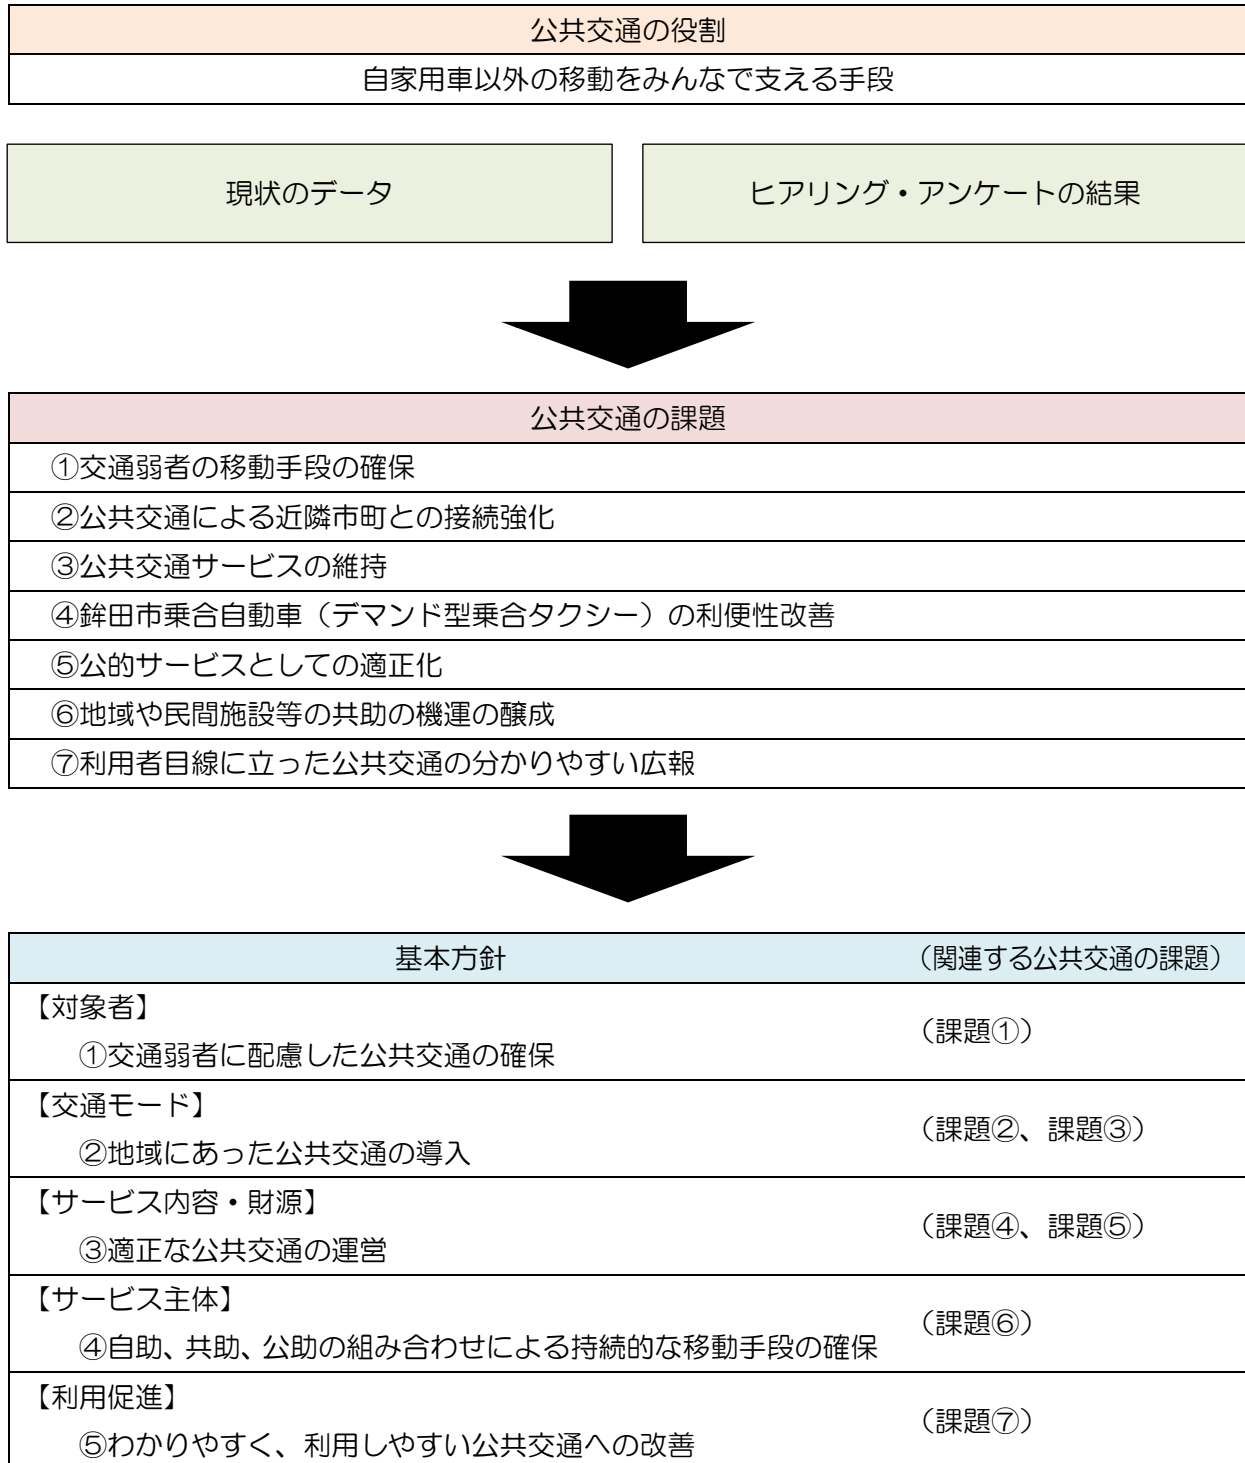 公共交通の役割
自家用車以外の移動をみんなで支える手段
現状のデータ
ヒアリング・アンケートの結果
公共交通の課題
①交通弱者の移動手段の確保
②公共交通による近隣市町との接続強化
③公共交通サービスの維持
④鉾田市乗合自動車（デマンド型乗合タクシー）の利便性改善
⑤公的サービスとしての適正化
⑥地域や民間施設等の共助の機運の醸成
⑦利用者目線に立った公共交通の分かりやすい広報
基本方針
（関連する公共交通の課題）
【対象者】
①交通弱者に配慮した公共交通の確保
（課題①）
【交通モード】
②地域にあった公共交通の導入
（課題②、課題③）
【サービス内容・財源】
③適正な公共交通の運営
（課題④、課題⑤）
【サービス主体】
④自助、共助、公助の組み合わせによる持続的な移動手段の確保
（課題⑥）
【利用促進】
⑤わかりやすく、利用しやすい公共交通への改善
（課題⑦）